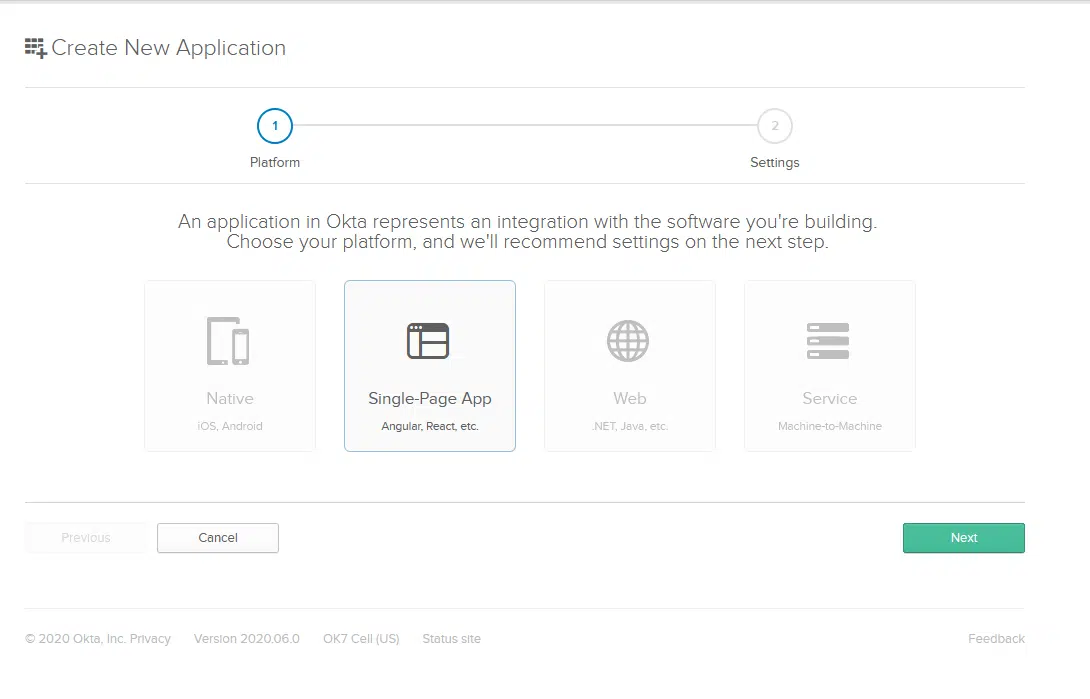 Create New Application
1
2
Platform
Settings
An application in Okta represents an integration with the software you're building.
Choose your platform, and we'll recommend settings on the next step.
Native
iOS, Android
Single-Page App
Angular, React, etc.
Web
.NET, Java, etc.
Service
Machine-to-Machine
Previous
Cancel
Next
© 2020 Okta, Inc. Privacy Version 2020.06.0 OK7 Cell (US) Status site Feedback